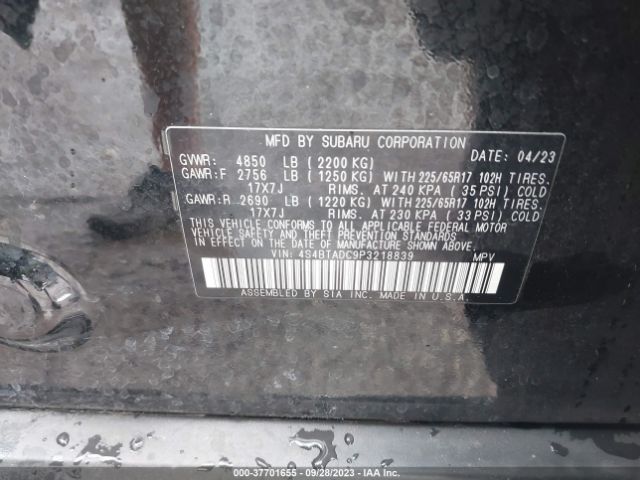 MFD BY SUBARU CORPORATION
GVWR: 4850 LB ( 2200 KG) DATE: 04/23
GAWR:F 2756 LB ( 1250 KG) WITH 225/65R17 102H TIRES.
17X7J RIMS. AT 240 KPA ( 35 PSI) COLD
GAWR:R 2690 LB ( 1220 KG) WITH 225/65R17 102H TIRES.
17X7J RIMS. AT 230 KPA ( 33 PSI) COLD
THIS VEHICLE CONFORMS TO ALL APPLICABLE FEDERAL MOTOR
VEHICLE SAFETY AND THEFT PREVENTION STANDARDS IN EFFECT
ON THE DATE OF MANUFACTURE SHOWN ABOVE.
VIN: 4S4BTADC9P3218839 MPV
ASSEMBLED BY SIA INC. MADE IN U.S.A.
00-37701655 - 09/28/2023 - IAA Inc.